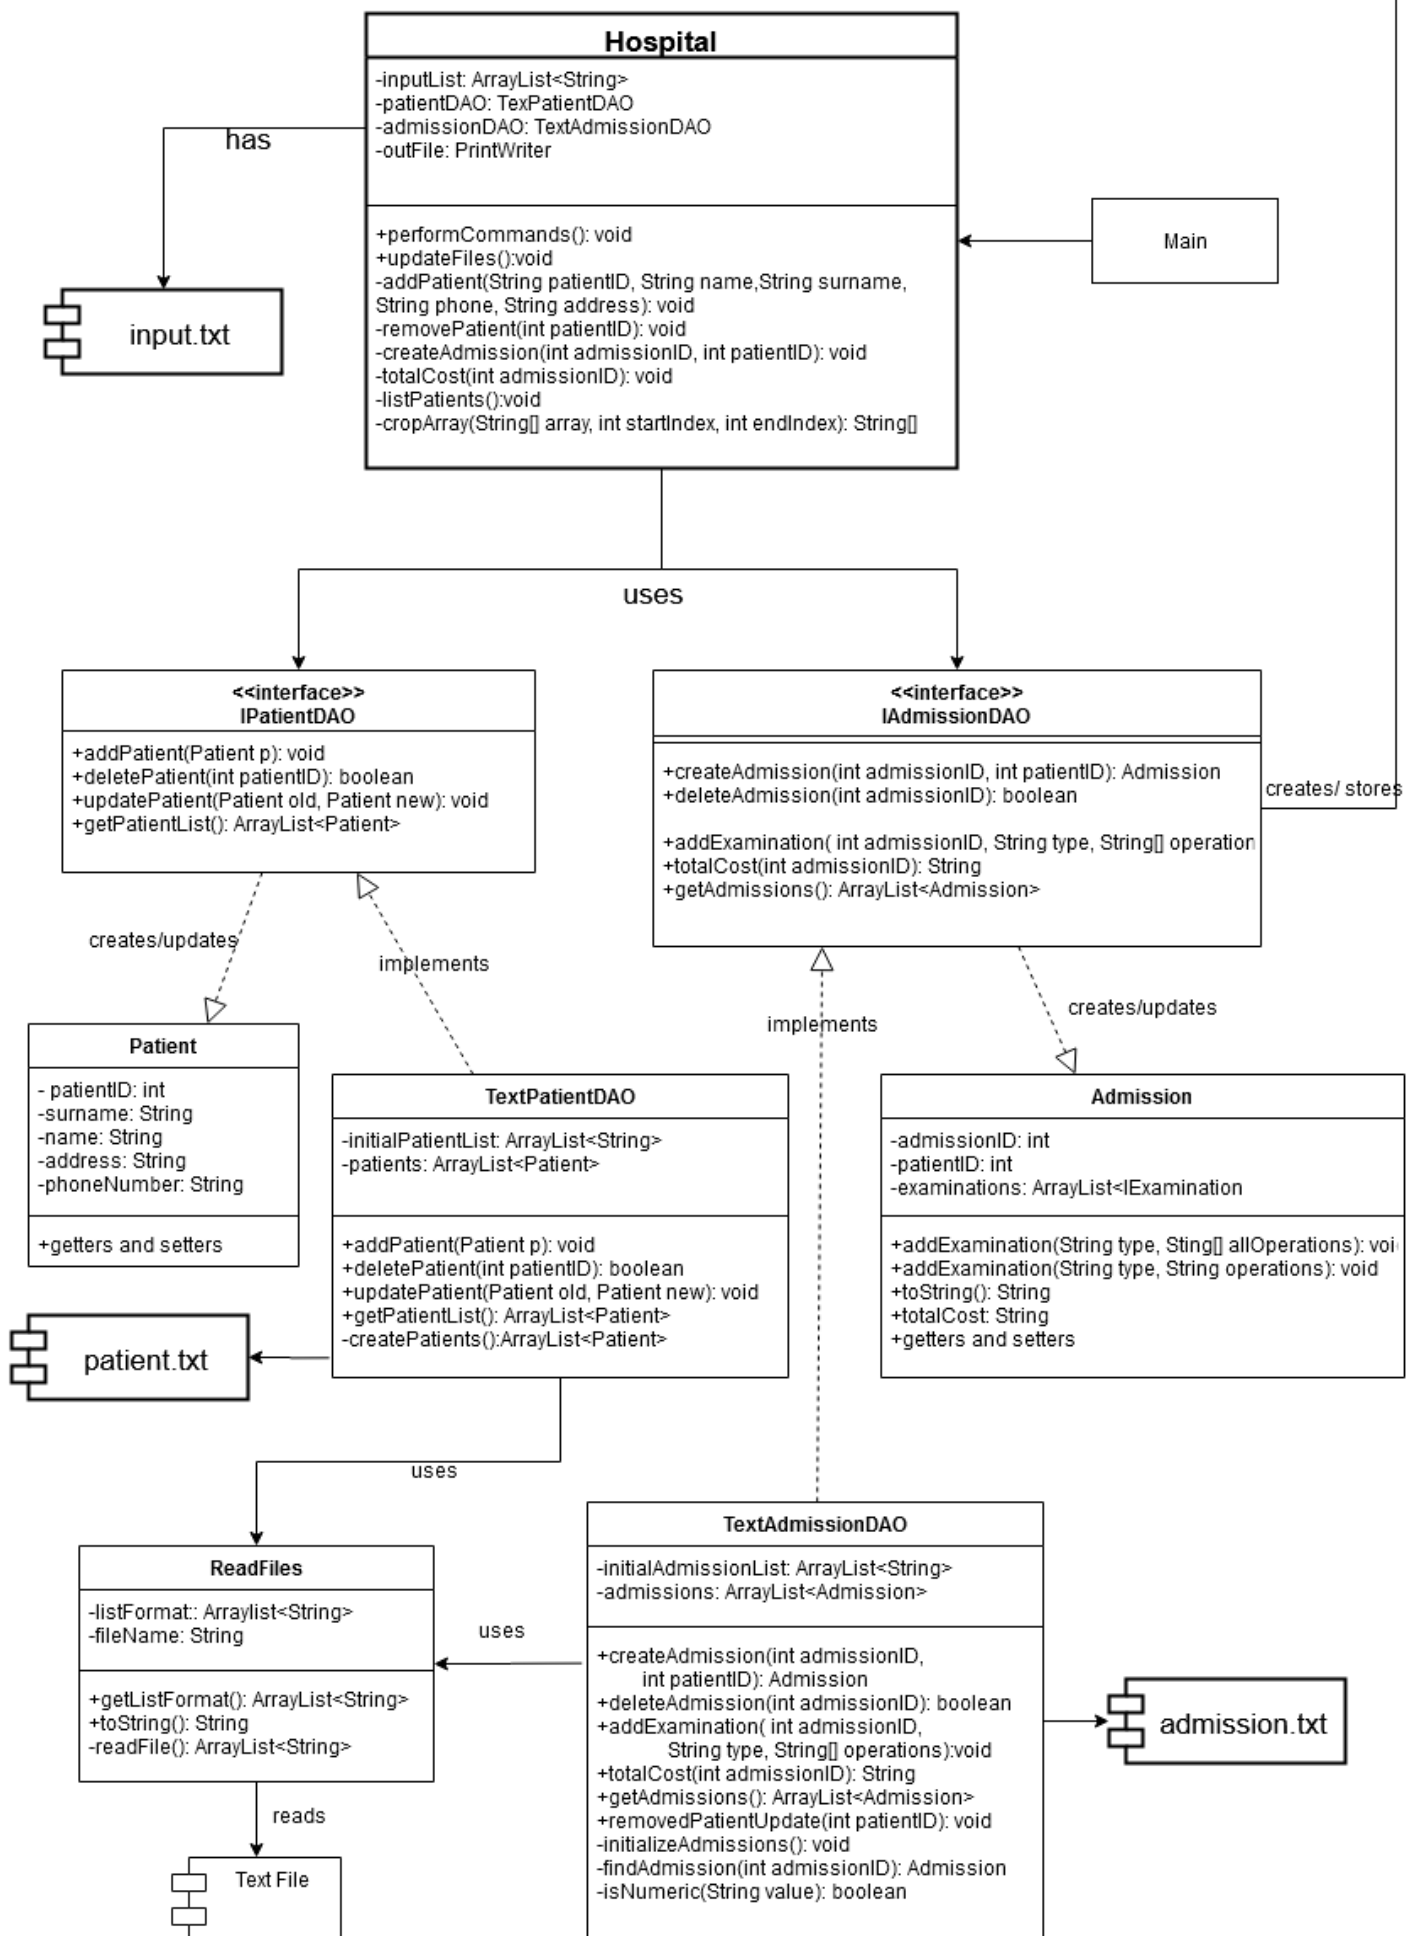 Hospital
-inputList: ArrayList<String>
-patientDAO: TexPatientDAO
-admissionDAO: TextAdmissionDAO
-outFile: PrintWriter
+performCommands(): void
+updateFiles():void
-addPatient(String patientID, String name,String surname,
String phone, String address): void
-removePatient(int patientID): void
-createAdmission(int admissionID, int patientID): void
-totalCost(int admissionID): void
-listPatients():void
-cropArray(String[] array, int startIndex, int endIndex): String[]
has
input.txt
Main
uses
<<interface>>
IPatientDAO
+addPatient(Patient p): void
+deletePatient(int patientID): boolean
+updatePatient(Patient old, Patient new): void
+getPatientList(): ArrayList<Patient>
<<interface>>
IAdmissionDAO
+createAdmission(int admissionID, int patientID): Admission
+deleteAdmission(int admissionID): boolean
+addExamination( int admissionID, String type, String[] operation
+totalCost(int admissionID): String
+getAdmissions(): ArrayList<Admission>
creates/ stores
creates/updates
implements
implements
creates/updates
Patient
- patientID: int
-surname: String
-name: String
-address: String
-phoneNumber: String
+getters and setters
TextPatientDAO
-initialPatientList: ArrayList<String>
-patients: ArrayList<Patient>
+addPatient(Patient p): void
+deletePatient(int patientID): boolean
+updatePatient(Patient old, Patient new): void
+getPatientList(): ArrayList<Patient>
-createPatients():ArrayList<Patient>
Admission
-admissionID: int
-patientID: int
-examinations: ArrayList<IExamination
+addExamination(String type, Sting[] allOperations): voi
+addExamination(String type, String operations): void
+toString(): String
+totalCost: String
+getters and setters
patient.txt
uses
ReadFiles
-listFormat:: Arraylist<String>
-fileName: String
+getListFormat(): ArrayList<String>
+toString(): String
-readFile(): ArrayList<String>
uses
TextAdmissionDAO
-initialAdmissionList: ArrayList<String>
-admissions: ArrayList<Admission>
+createAdmission(int admissionID,
int patientID): Admission
+deleteAdmission(int admissionID): boolean
+addExamination( int admissionID,
String type, String[] operations):void
+totalCost(int admissionID): String
+getAdmissions(): ArrayList<Admission>
+removedPatientUpdate(int patientID): void
-initializeAdmissions(): void
-findAdmission(int admissionID): Admission
-isNumeric(String value): boolean
admission.txt
reads
Text File